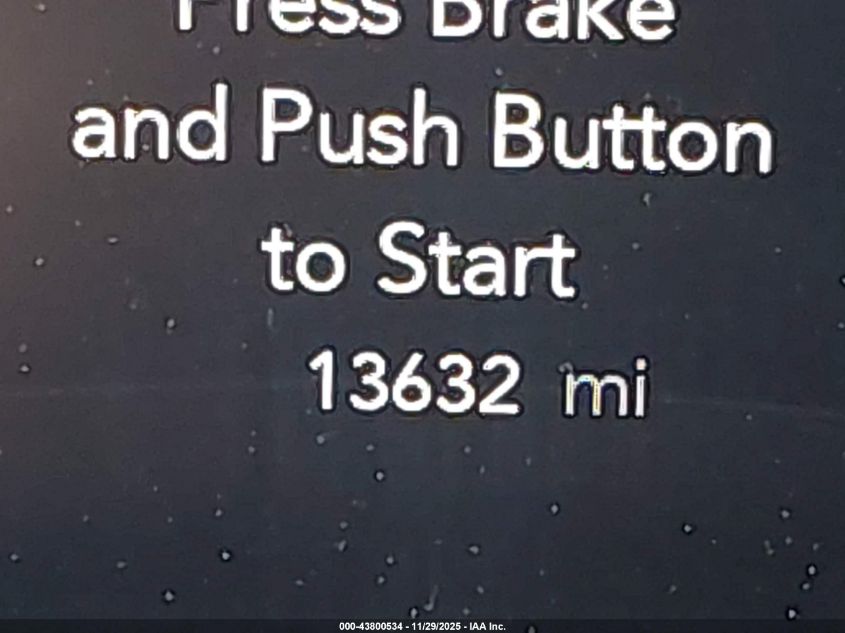 Press Brake
and Push Button
to Start
13632 mi
000-43800534 - 11/29/2025 - IAA Inc.